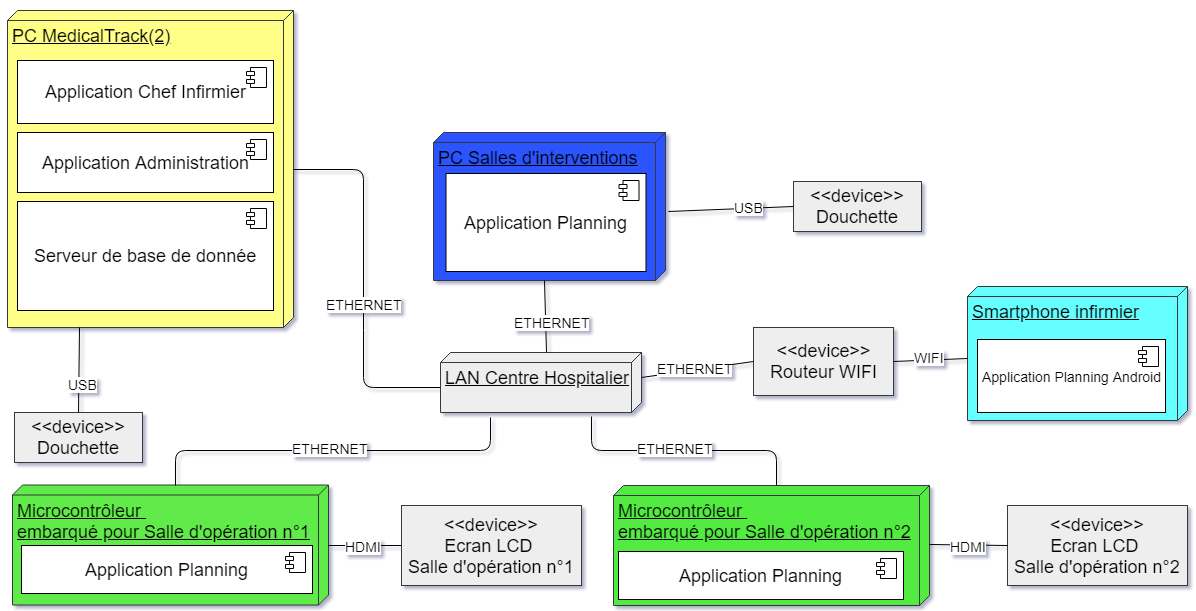 PC MedicalTrack(2)
Application Chef Infirmier
Application Administration
Serveur de base de donnée
USB
<<device>>
Douchette
ETHERNET
PC Salles d'interventions
Application Planning
USB
<<device>>
Douchette
ETHERNET
LAN Centre Hospitalier
ETHERNET
<<device>>
Routeur WIFI
WIFI
Smartphone infirmier
Application Planning Android
ETHERNET
ETHERNET
Microcontrôleur
embarqué pour Salle d'opération n°1
Application Planning
HDMI
<<device>>
Ecran LCD
Salle d'opération n°1
Microcontrôleur
embarqué pour Salle d'opération n°2
Application Planning
HDMI
<<device>>
Ecran LCD
Salle d'opération n°2